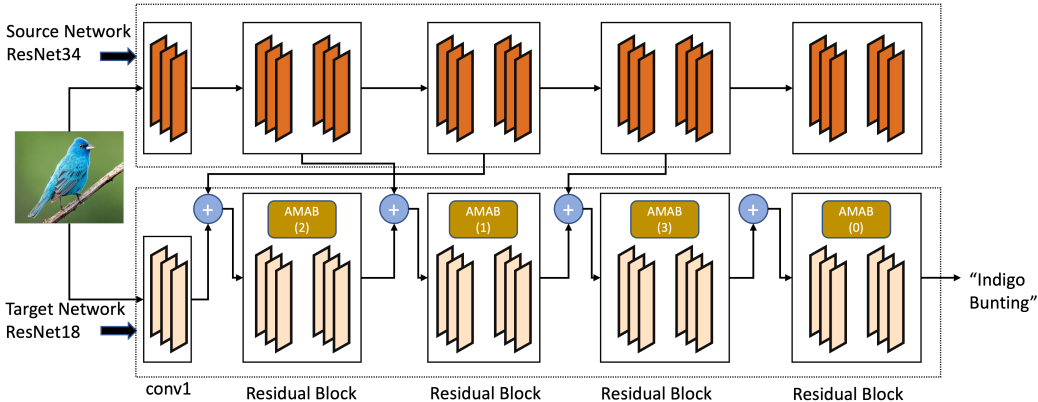 Source Network
ResNet34
+
+
+
+
AMAB
(2)
AMAB
(1)
AMAB
(3)
AMAB
(0)
"Indigo
Bunting”
Target Network
ResNet18
conv1
Residual Block
Residual Block
Residual Block
Residual Block